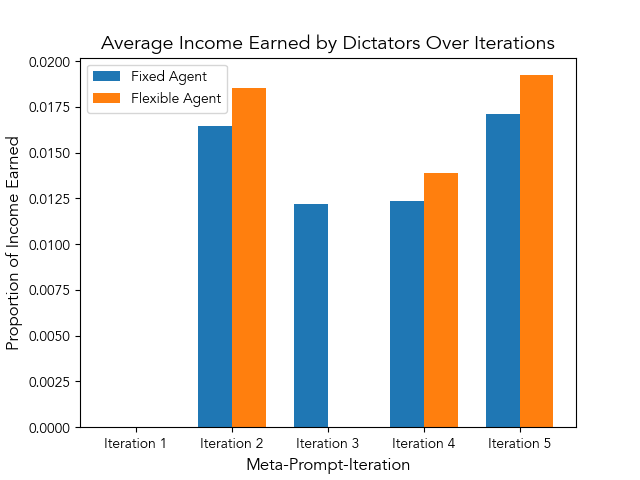 Average Income Earned by Dictators Over Iterations
Fixed Agent
Flexible Agent
Proportion of Income Earned
0.0200
0.0175
0.0150
0.0125
0.0100
0.0075
0.0050
0.0025
0.0000
Iteration 1 Iteration 2 Iteration 3 Iteration 4 Iteration 5
Meta-Prompt-Iteration